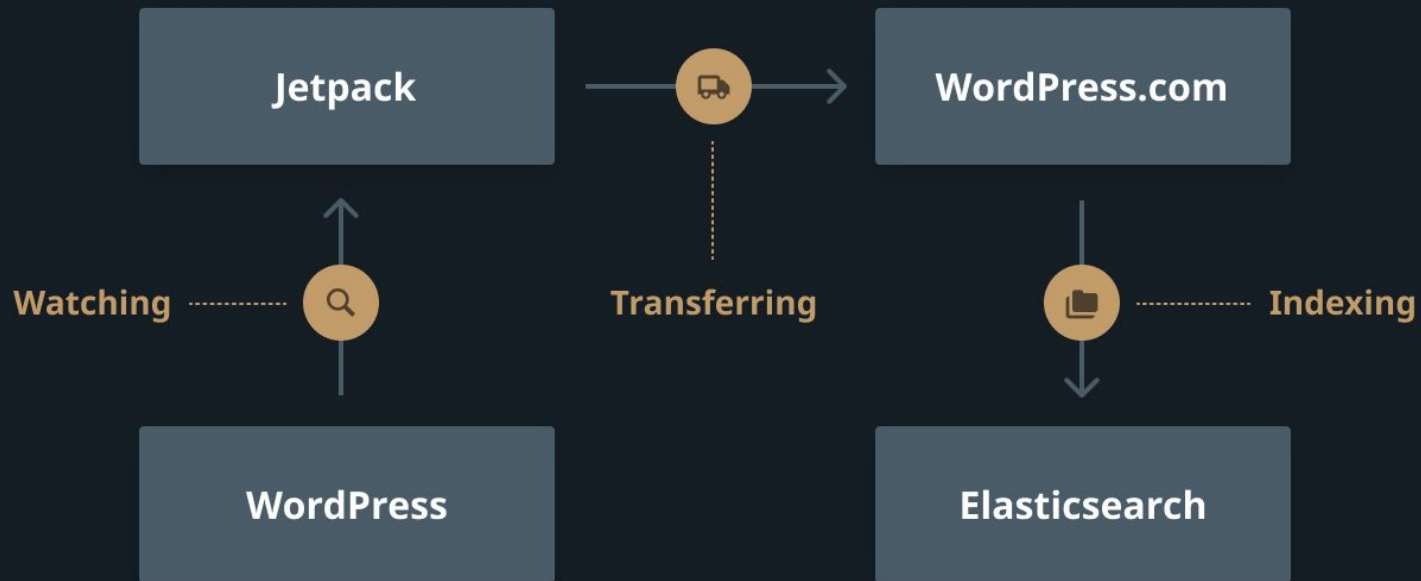 Jetpack
WordPress.com
Watching
Transferring
Indexing
WordPress
Elasticsearch